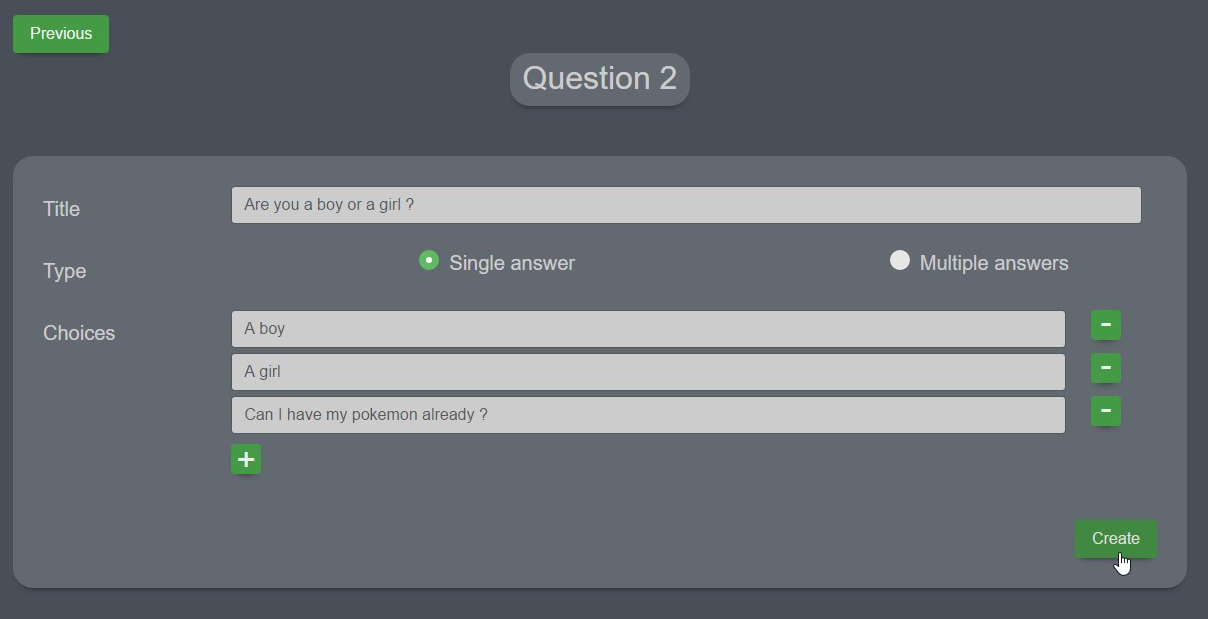 Previous
Question 2
Title
Are you a boy or a girl ?
Type
Single answer
Multiple answers
Choices
A boy
-
A girl
-
Can I have my pokemon already ?
-
+
Create